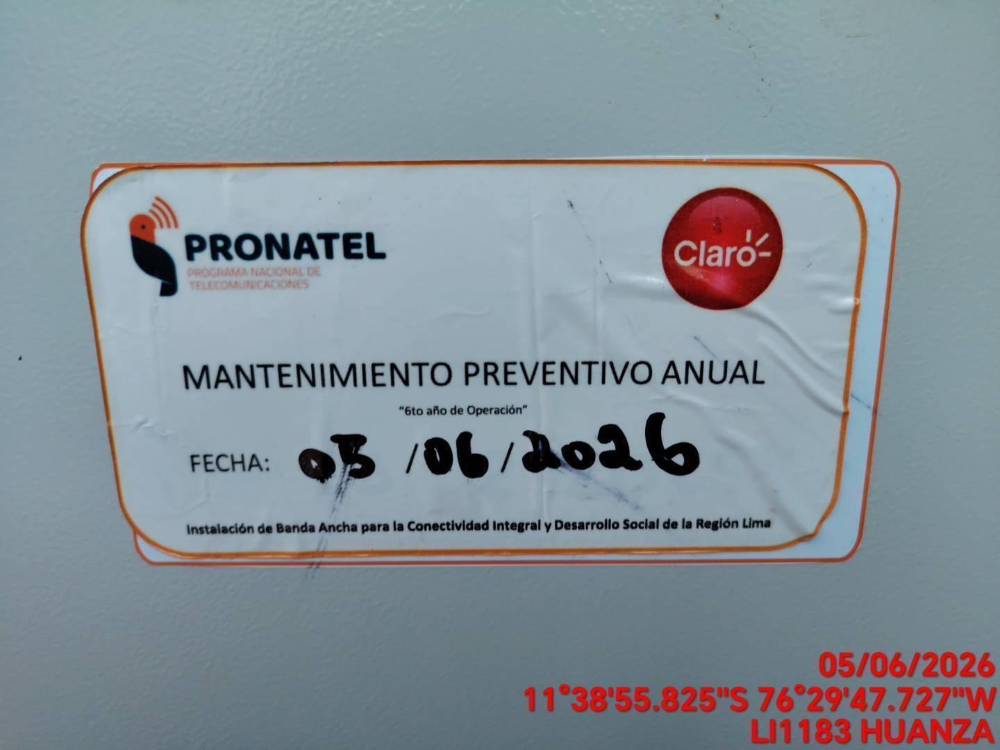 PRONATEL
PROGRAMA NACIONAL DE
TELECOMUNICACIONES
Claro
MANTENIMIENTO PREVENTIVO ANUAL
"6to año de Operación"
FECHA: 05/06/2026
Instalación de Banda Ancha para la Conectividad Integral y Desarrollo Social de la Región Lima
05/06/2026
11°38'55.825"S 76°29'47.727"W
LI1183 HUANZA